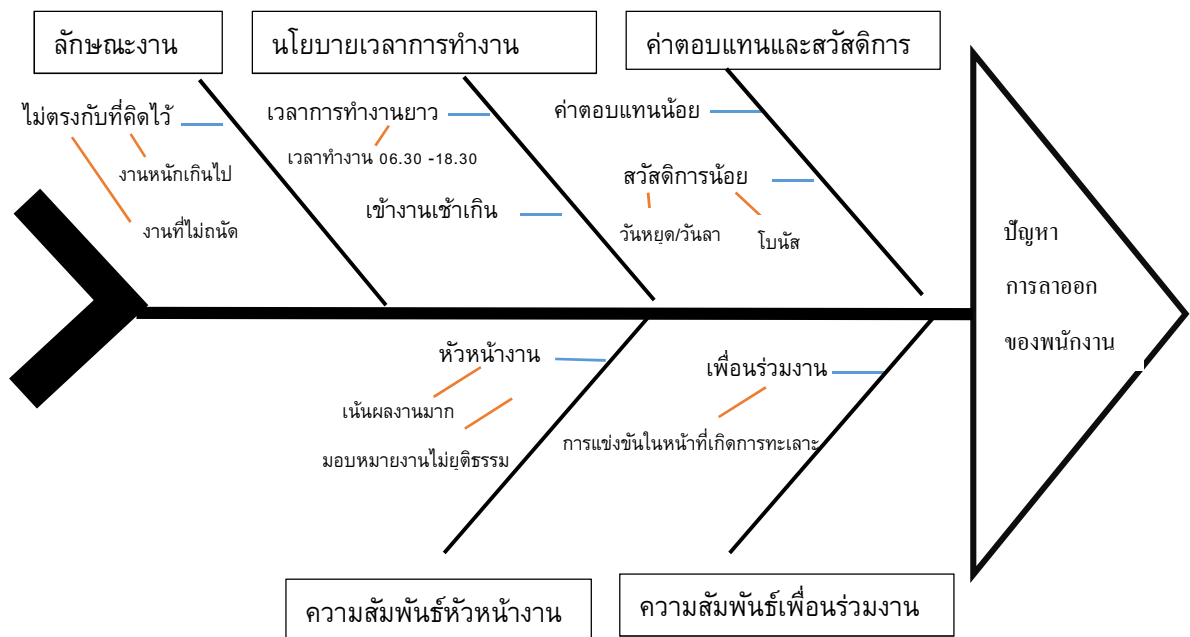 ลักษณะงาน
นโยบายเวลาการทำงาน
ค่าตอบแทนและสวัสดิการ
ไม่ตรงกับที่คิดไว้
งานหนักเกินไป
งานที่ไม่ถนัด
เวลาการทำงานยาว
เวลาทำงาน 06.30 -18.30
เข้างานเช้าเกิน
ค่าตอบแทนน้อย
สวัสดิการน้อย
วันหยุด/วันลา
โบนัส
ปัญหา
การลาออก
ของพนักงาน
หัวหน้างาน
เน้นผลงานมาก
มอบหมายงานไม่ยุติธรรม
เพื่อนร่วมงาน
การแข่งขันในหน้าที่เกิดการทะเลาะ
ความสัมพันธ์หัวหน้างาน
ความสัมพันธ์เพื่อนร่วมงาน